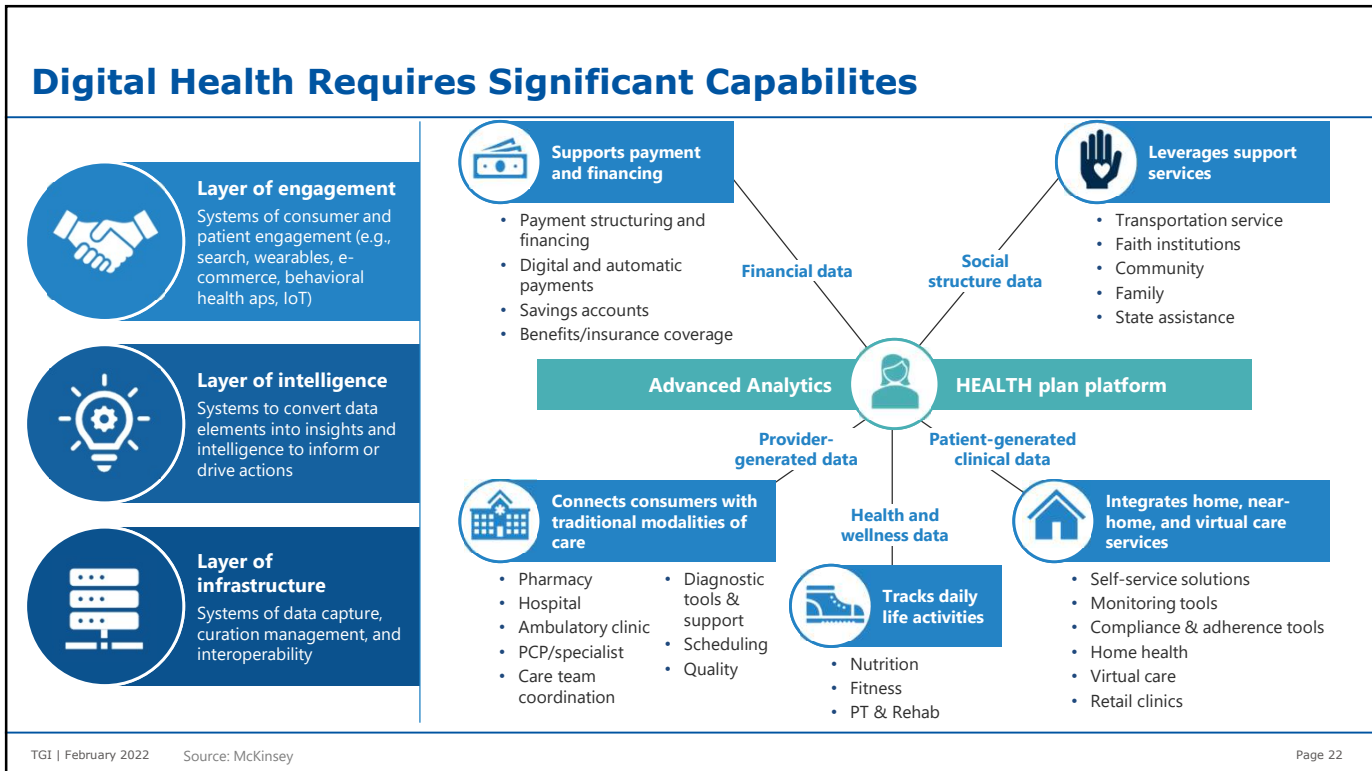 Digital Health Requires Significant Capabilites
Layer of engagement
Systems of consumer and
patient engagement (e.g.,
search, wearables, e-
commerce, behavioral
health aps, IoT)
Layer of intelligence
Systems to convert data
elements into insights and
intelligence to inform or
drive actions
Layer of
infrastructure
Systems of data capture,
curation management, and
interoperability
Supports payment
and financing
• Payment structuring and
financing
• Digital and automatic
payments
• Savings accounts
• Benefits/insurance coverage
Leverages support
services
• Transportation service
• Faith institutions
• Community
• Family
• State assistance
Financial data
Social
structure data
Advanced Analytics
HEALTH plan platform
Provider-
generated data
Patient-generated
clinical data
Health and
wellness data
Connects consumers with
traditional modalities of
care
• Pharmacy
• Hospital
• Ambulatory clinic
• PCP/specialist
• Care team
coordination
• Diagnostic
tools &
support
• Scheduling
• Quality
Tracks daily
life activities
• Nutrition
• Fitness
• PT & Rehab
Integrates home, near-
home, and virtual care
services
• Self-service solutions
• Monitoring tools
• Compliance & adherence tools
• Home health
• Virtual care
• Retail clinics
TGI | February 2022 Source: McKinsey Page 22